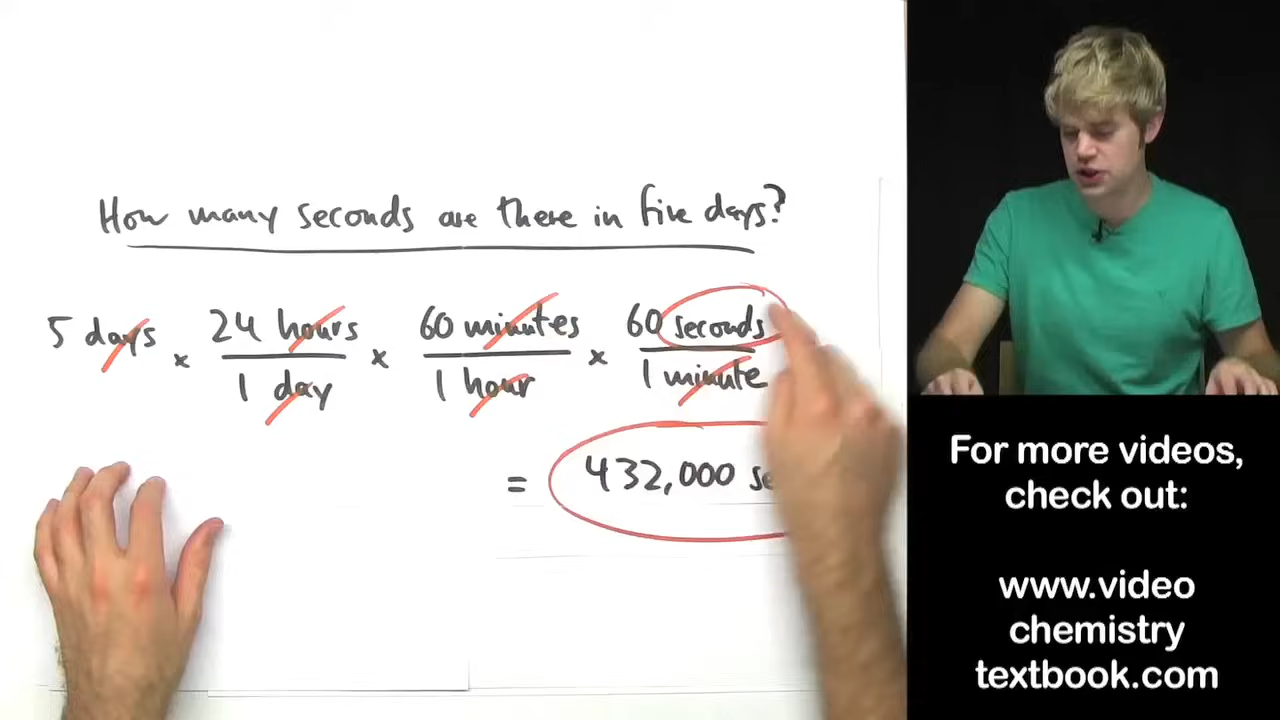 How many seconds are there in five days?
5 days × 24 hours × 60 minutes × 60 seconds
1 day 1 hour 1 minute
= 432,000
For more videos,
check out:
www.video
chemistry
textbook.com